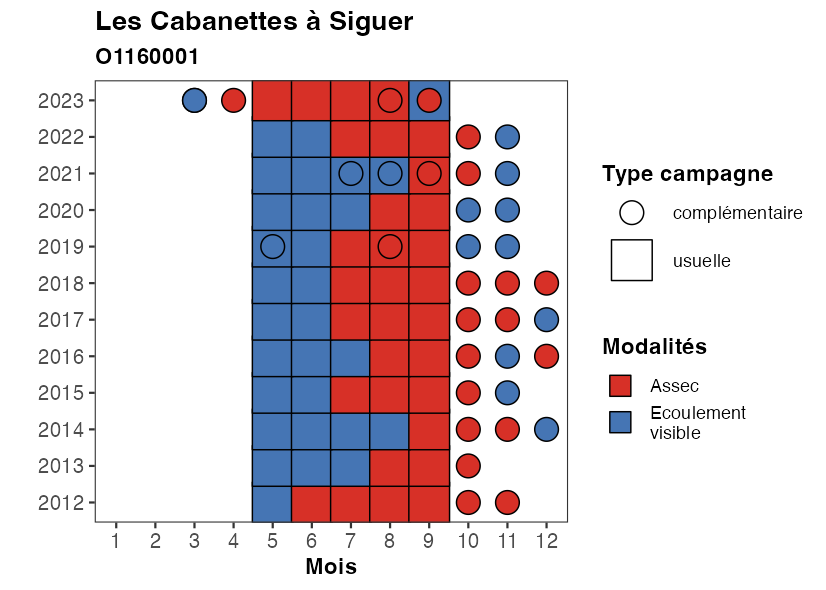 Les Cabanettes à Siguer
O1160001
2023
2022
2021
2020
2019
2018
2017
2016
2015
2014
2013
2012
1 2 3 4 5 6 7 8 9 10 11 12
Mois
Type campagne
complémentaire
usuelle
Modalités
Assec
Ecoulement
visible